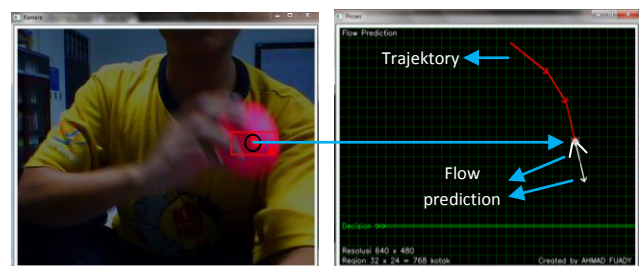 Kamera
Proses
Flow Prediction
Trajektory
Flow
prediction
Decision >>
Resolusi 640 x 480
Region 32 x 24 = 768 kotak
Created by AHMAD FUADY